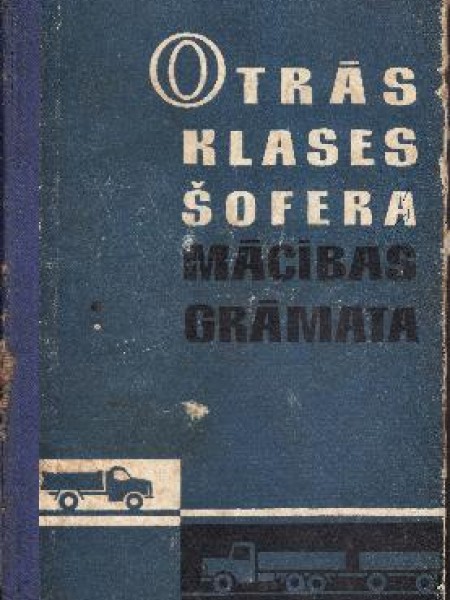 OTRĀS
KLASES
ŠOFERA
MĀCĪBAS
GRĀMATA